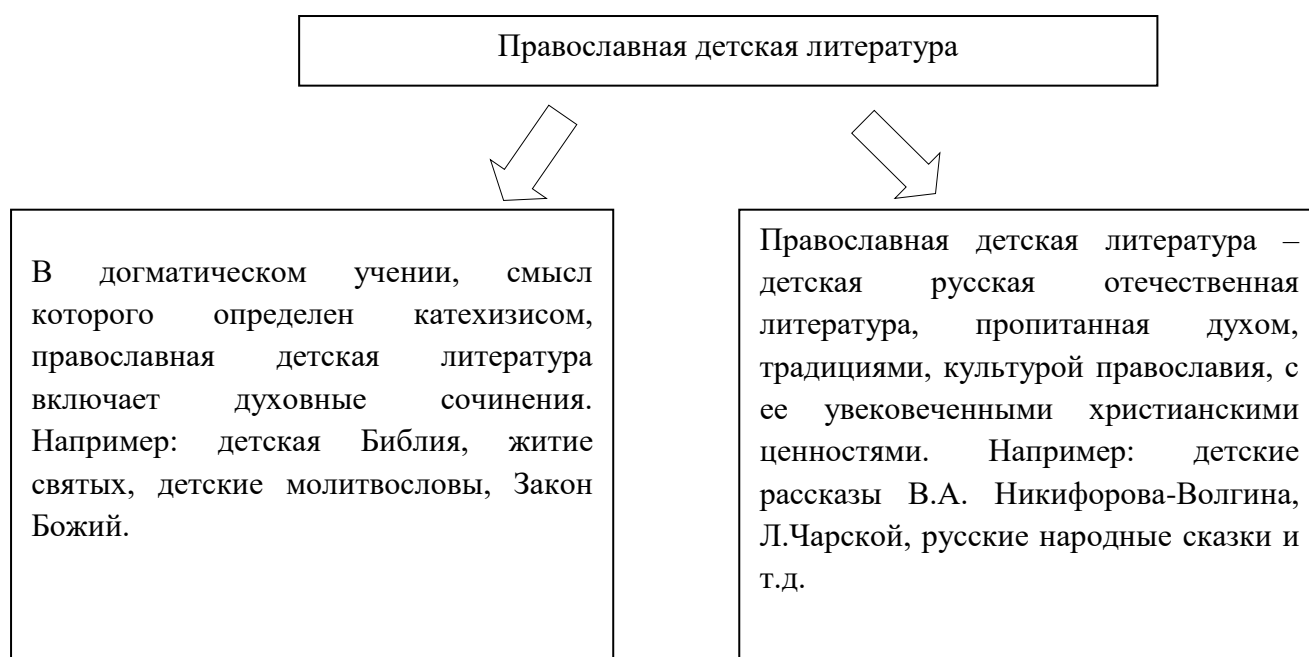 Православная детская литература
В догматическом учении, смысл
которого определен катехизисом,
православная детская литература
включает духовные сочинения.
Например: детская Библия, житие
святых, детские молитвословы, Закон
Божий.
Православная детская литература –
детская русская отечественная
литература, пропитанная духом,
традициями, культурой православия, с
ее увековеченными христианскими
ценностями. Например: детские
рассказы В.А. Никифорова-Волгина,
Л.Чарской, русские народные сказки и
т.д.